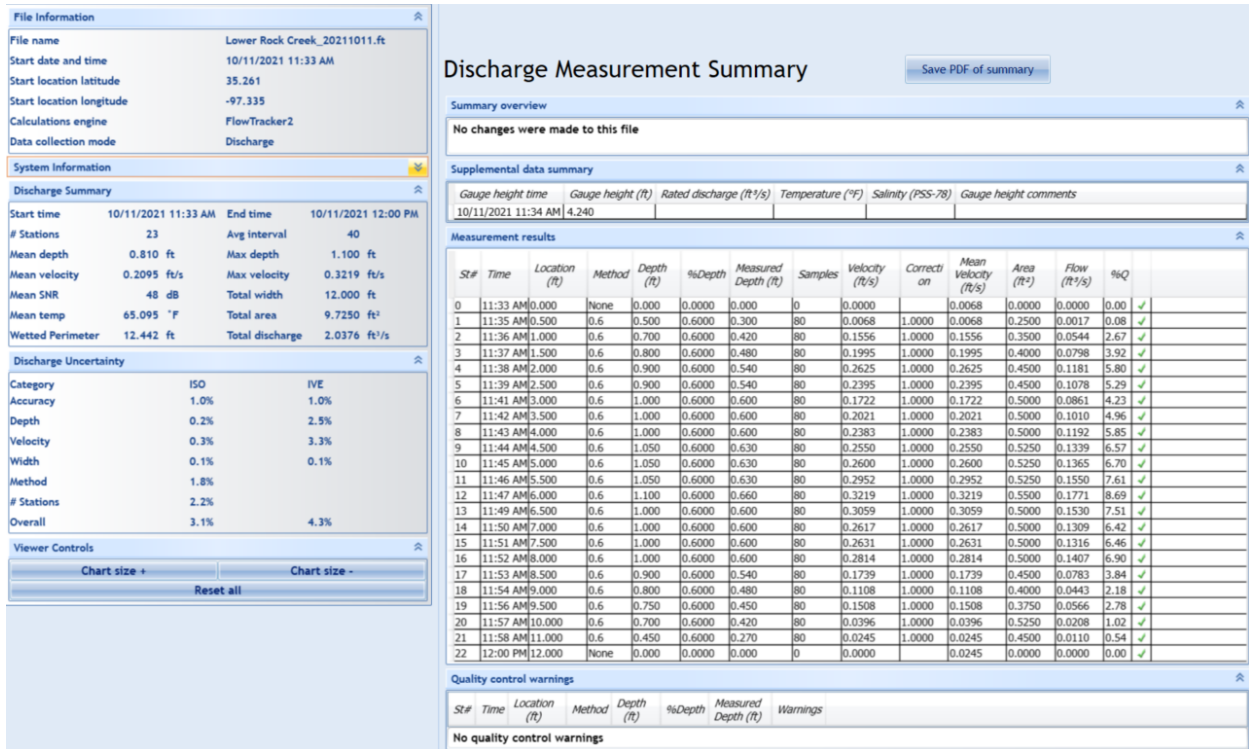 File Information
File name Lower Rock Creek_20211011.ft
Start date and time 10/11/2021 11:33 AM
Start location latitude 35.261
Start location longitude -97.335
Calculations engine FlowTracker2
Data collection mode Discharge
System Information
Discharge Summary
Start time 10/11/2021 11:33 AM End time 10/11/2021 12:00 PM
# Stations 23 Avg interval 40
Mean depth 0.810 ft Max depth 1.100 ft
Mean velocity 0.2095 ft/s Max velocity 0.3219 ft/s
Mean SNR 48 dB Total width 12.000 ft
Mean temp 65.095 °F Total area 9.7250 ft²
Wetted Perimeter 12.442 ft Total discharge 2.0376 ft³/s
Discharge Uncertainty
Category ISO IVE
Accuracy 1.0% 1.0%
Depth 0.2% 2.5%
Velocity 0.3% 3.3%
Width 0.1% 0.1%
Method 1.8%
# Stations 2.2%
Overall 3.1% 4.3%
Viewer Controls
Chart size + Chart size -
Reset all
Discharge Measurement Summary
Save PDF of summary
Summary overview
No changes were made to this file
Supplemental data summary
Gauge height time Gauge height (ft) Rated discharge (ft³/s) Temperature (°F) Salinity (PSS-78) Gauge height comments
10/11/2021 11:34 AM 4.240
Measurement results
St# Time Location (ft) Method Depth (ft) %Depth Measured Depth (ft) Samples Velocity (ft/s) Correcti on Mean Velocity (ft/s) Area (ft²) Flow (ft³/s) %Q
0 11:33 AM 0.000 None 0.000 0.0000 0.000 0 0.0000 0.0068 0.0000 0.0000 0.00 ✓
1 11:35 AM 0.500 0.6 0.500 0.6000 0.300 80 0.0068 1.0000 0.0068 0.2500 0.0017 0.08 ✓
2 11:36 AM 1.000 0.6 0.700 0.6000 0.420 80 0.1556 1.0000 0.1556 0.3500 0.0544 2.67 ✓
3 11:37 AM 1.500 0.6 0.800 0.6000 0.480 80 0.1995 1.0000 0.1995 0.4000 0.0798 3.92 ✓
4 11:38 AM 2.000 0.6 0.900 0.6000 0.540 80 0.2625 1.0000 0.2625 0.4500 0.1181 5.80 ✓
5 11:39 AM 2.500 0.6 0.900 0.6000 0.540 80 0.2395 1.0000 0.2395 0.4500 0.1078 5.29 ✓
6 11:41 AM 3.000 0.6 1.000 0.6000 0.600 80 0.1722 1.0000 0.1722 0.5000 0.0861 4.23 ✓
7 11:42 AM 3.500 0.6 1.000 0.6000 0.600 80 0.2021 1.0000 0.2021 0.5000 0.1010 4.96 ✓
8 11:43 AM 4.000 0.6 1.000 0.6000 0.600 80 0.2383 1.0000 0.2383 0.5000 0.1192 5.85 ✓
9 11:44 AM 4.500 0.6 1.050 0.6000 0.630 80 0.2550 1.0000 0.2550 0.5250 0.1339 6.57 ✓
10 11:45 AM 5.000 0.6 1.050 0.6000 0.630 80 0.2600 1.0000 0.2600 0.5250 0.1365 6.70 ✓
11 11:46 AM 5.500 0.6 1.050 0.6000 0.630 80 0.2952 1.0000 0.2952 0.5250 0.1550 7.61 ✓
12 11:47 AM 6.000 0.6 1.100 0.6000 0.660 80 0.3219 1.0000 0.3219 0.5500 0.1771 8.69 ✓
13 11:49 AM 6.500 0.6 1.000 0.6000 0.600 80 0.3059 1.0000 0.3059 0.5000 0.1530 7.51 ✓
14 11:50 AM 7.000 0.6 1.000 0.6000 0.600 80 0.2617 1.0000 0.2617 0.5000 0.1309 6.42 ✓
15 11:51 AM 7.500 0.6 1.000 0.6000 0.600 80 0.2631 1.0000 0.2631 0.5000 0.1316 6.46 ✓
16 11:52 AM 8.000 0.6 1.000 0.6000 0.600 80 0.2814 1.0000 0.2814 0.5000 0.1407 6.90 ✓
17 11:53 AM 8.500 0.6 0.900 0.6000 0.540 80 0.1739 1.0000 0.1739 0.4500 0.0783 3.84 ✓
18 11:54 AM 9.000 0.6 0.800 0.6000 0.480 80 0.1108 1.0000 0.1108 0.4000 0.0443 2.18 ✓
19 11:56 AM 9.500 0.6 0.750 0.6000 0.450 80 0.1508 1.0000 0.1508 0.3750 0.0566 2.78 ✓
20 11:57 AM 10.000 0.6 0.700 0.6000 0.420 80 0.0396 1.0000 0.0396 0.5250 0.0208 1.02 ✓
21 11:58 AM 11.000 0.6 0.450 0.6000 0.270 80 0.0245 1.0000 0.0245 0.4500 0.0110 0.54 ✓
22 12:00 PM 12.000 None 0.000 0.0000 0.000 0 0.0000 0.0245 0.0000 0.0000 0.00 ✓
Quality control warnings
St# Time Location (ft) Method Depth (ft) %Depth Measured Depth (ft) Warnings
No quality control warnings